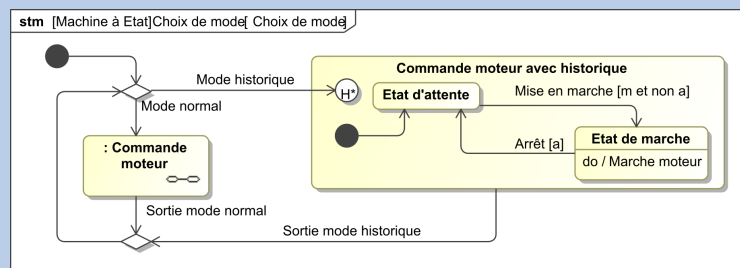 stm [Machine à Etat]Choix de mode[ Choix de mode]
Commande moteur avec historique
Mode historique
H*
Etat d'attente
Mise en marche [m et non a]
Mode normal
: Commande
moteur
Arrêt [a]
Etat de marche
do / Marche moteur
Sortie mode normal
Sortie mode historique